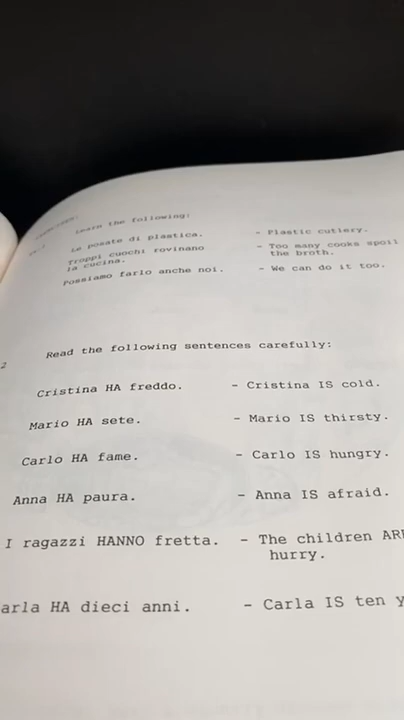 Learn the following:
Le posate di plastica. - Plastic cutlery.
Troppi cuochi rovinano - Too many cooks spoil
la cucina. the broth.
Possiamo farlo anche noi. - We can do it too.
2 Read the following sentences carefully:
Cristina HA freddo. - Cristina IS cold.
Mario HA sete. - Mario IS thirsty.
Carlo HA fame. - Carlo IS hungry.
Anna HA paura. - Anna IS afraid.
I ragazzi HANNO fretta. - The children AR
hurry.
arla HA dieci anni. - Carla IS ten y